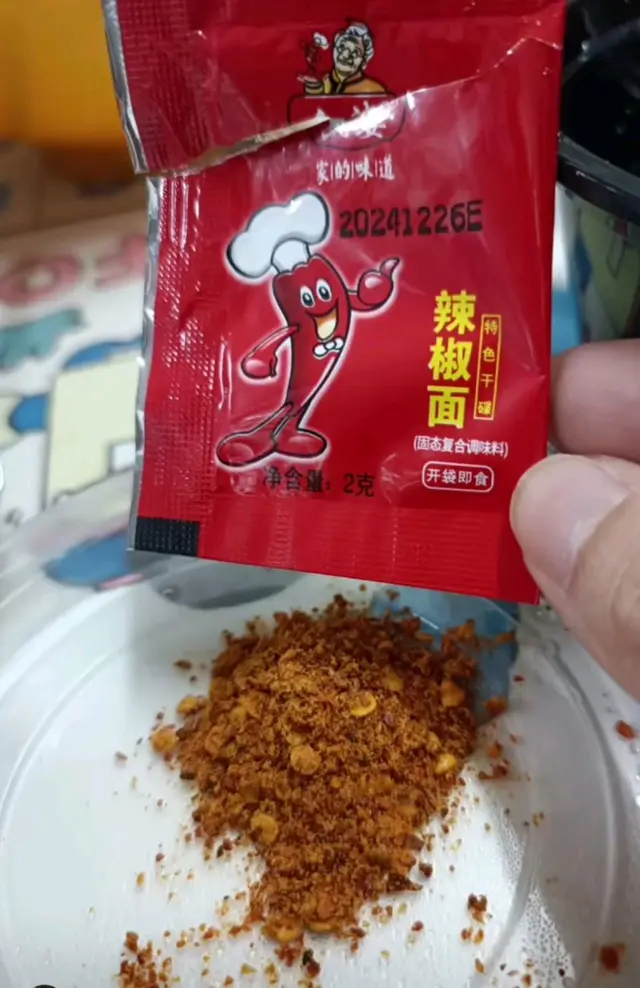 家的味道
20241226E
辣椒面
特色干碟
(固态复合调味料)
开袋即食
净含量：2克